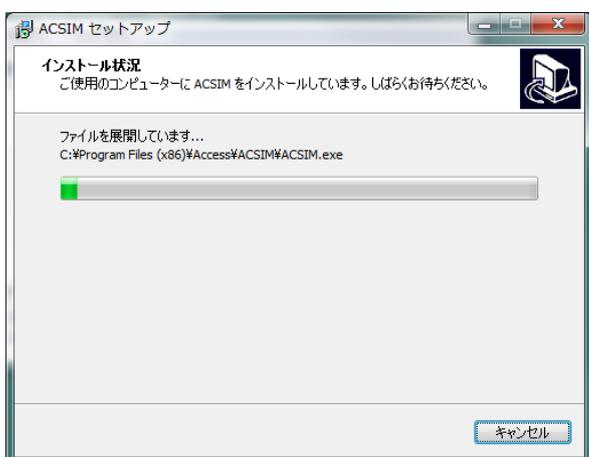 ACSIM セットアップ
インストール状況
ご使用のコンピューターに ACSIM をインストールしています。しばらくお待ちください。
ファイルを展開しています...
C:¥Program Files (x86)¥Access¥ACSIM¥ACSIM.exe
キャンセル